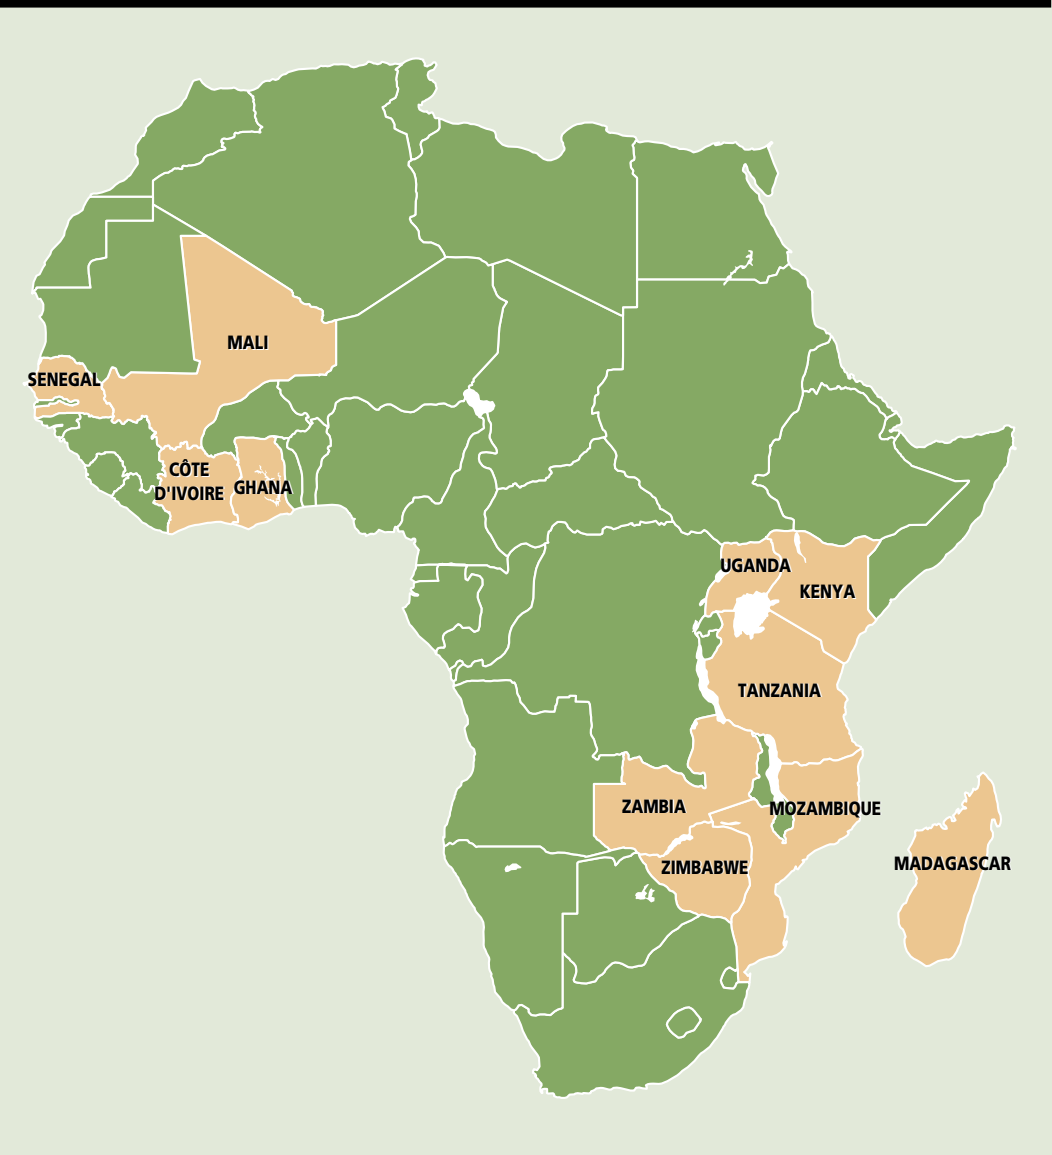 MALI
SENEGAL
CÔTE
D'IVOIRE
GHANA
UGANDA
KENYA
TANZANIA
ZAMBIA
MOZAMBIQUE
ZIMBABWE
MADAGASCAR